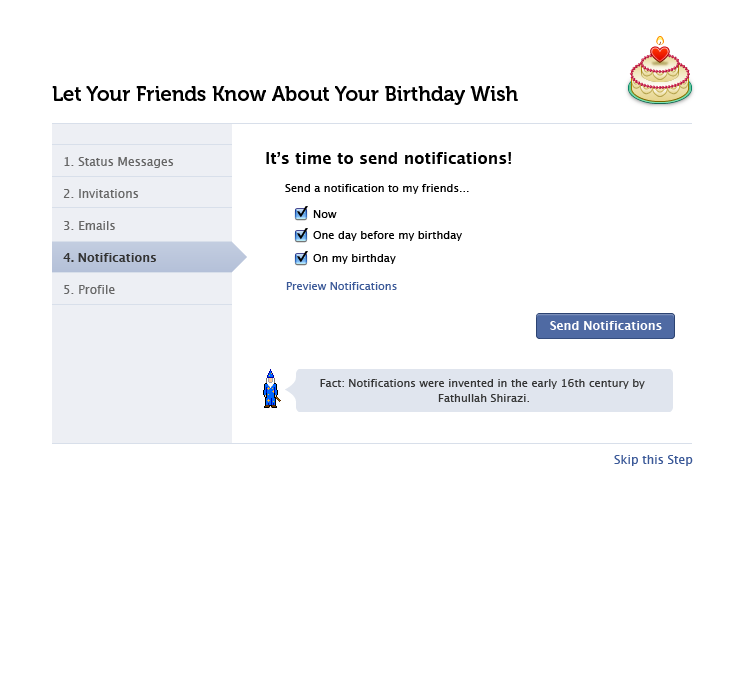 Let Your Friends Know About Your Birthday Wish
1. Status Messages
2. Invitations
3. Emails
4. Notifications
5. Profile
It's time to send notifications!
Send a notification to my friends...
Now
One day before my birthday
On my birthday
Preview Notifications
Send Notifications
Fact: Notifications were invented in the early 16th century by
Fathullah Shirazi.
Skip this Step